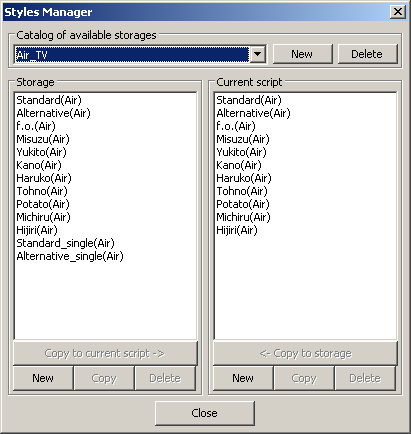 Styles Manager
Catalog of available storages
Air_TV
New
Delete
Storage
Standard(Air)
Alternative(Air)
f.o.(Air)
Misuzu(Air)
Yukito(Air)
Kano(Air)
Haruko(Air)
Tohno(Air)
Potato(Air)
Michiru(Air)
Hijiri(Air)
Standard_single(Air)
Alternative_single(Air)
Copy to current script ->
New
Copy
Delete
Current script
Standard(Air)
Alternative(Air)
f.o.(Air)
Misuzu(Air)
Yukito(Air)
Kano(Air)
Haruko(Air)
Tohno(Air)
Potato(Air)
Michiru(Air)
Hijiri(Air)
<- Copy to storage
New
Copy
Delete
Close